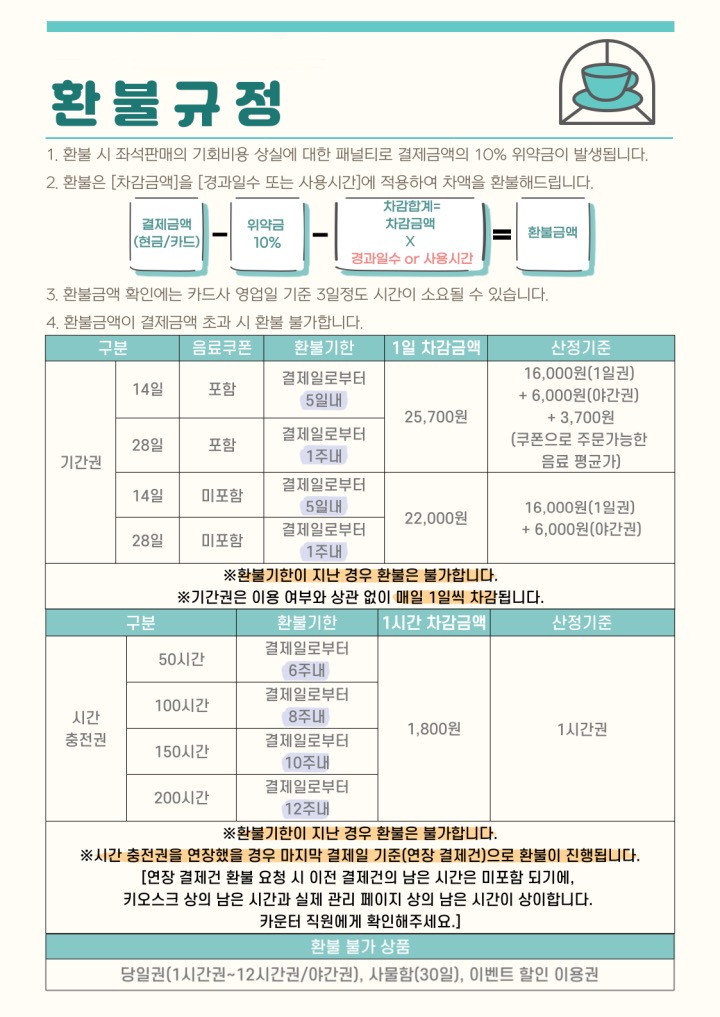 환불규정
1. 환불 시 좌석판매의 기회비용 상실에 대한 패널티로 결제금액의 10% 위약금이 발생됩니다.
2. 환불은 [차감금액]을 [경과일수 또는 사용시간]에 적용하여 차액을 환불해드립니다.
결제금액
(현금/카드)
-
위약금
10%
-
차감합계=
차감금액
X
경과일수 or 사용시간
=
환불금액
3. 환불금액 확인에는 카드사 영업일 기준 3일정도 시간이 소요될 수 있습니다.
4. 환불금액이 결제금액 초과 시 환불 불가합니다.
구분 음료쿠폰 환불기한 1일 차감금액 산정기준
기간권
14일 포함 결제일로부터
5일내
28일 포함 결제일로부터
1주내
25,700원
16,000원(1일권)
+ 6,000원(야간권)
+ 3,700원
(쿠폰으로 주문가능한
음료 평균가)
14일 미포함 결제일로부터
5일내
28일 미포함 결제일로부터
1주내
22,000원
16,000원(1일권)
+ 6,000원(야간권)
※환불기한이 지난 경우 환불은 불가합니다.
※기간권은 이용 여부와 상관 없이 매일 1일씩 차감됩니다.
구분 환불기한 1시간 차감금액 산정기준
시간
충전권
50시간 결제일로부터
6주내
100시간 결제일로부터
8주내
150시간 결제일로부터
10주내
200시간 결제일로부터
12주내
1,800원
1시간권
※환불기한이 지난 경우 환불은 불가합니다.
※시간 충전권을 연장했을 경우 마지막 결제일 기준(연장 결제건)으로 환불이 진행됩니다.
[연장 결제건 환불 요청 시 이전 결제건의 남은 시간은 미포함 되기에,
키오스크 상의 남은 시간과 실제 관리 페이지 상의 남은 시간이 상이합니다.
카운터 직원에게 확인해주세요.]
환불 불가 상품
당일권(1시간권~12시간권/야간권), 사물함(30일), 이벤트 할인 이용권